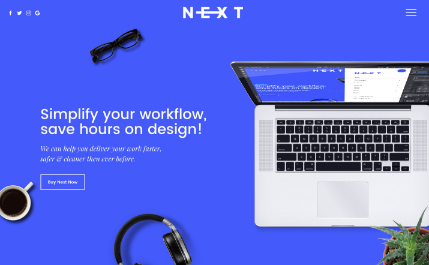 NEXT
Simplify your workflow,
save hours on design!
We can help you deliver your work faster,
safer & cleaner then ever before.
Buy Next Now